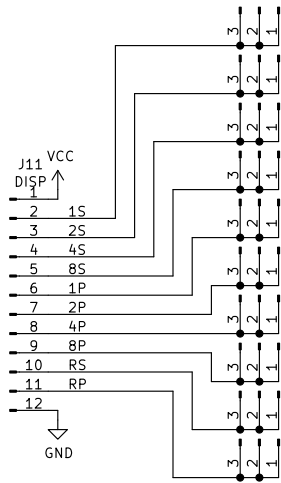 3 2 1
3 2 1
3 2 1
J11 VCC
DISP
3 2 1
1
2 1S
3 2S
3 2 1
4 4S
5 8S
3 2 1
6 1P
7 2P
3 2 1
8 4P
9 8P
3 2 1
10 RS
11 RP
3 2 1
12
GND
3 2 1